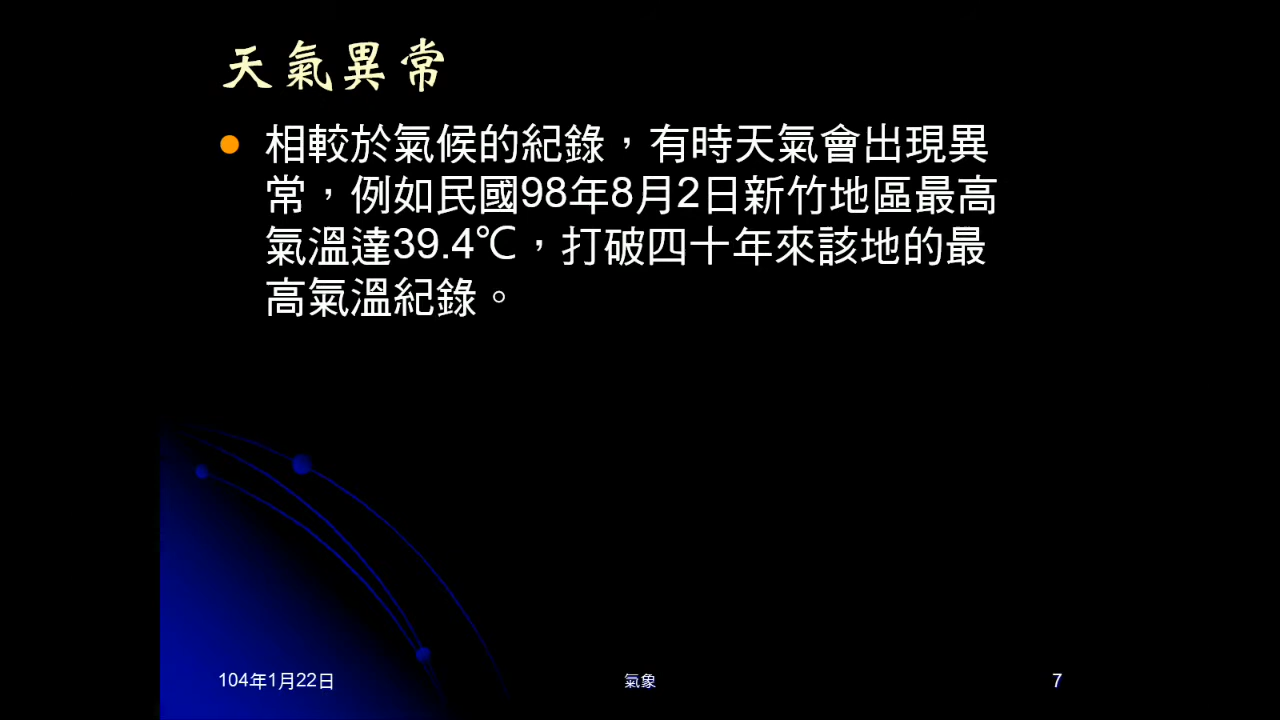 天氣異常
相較於氣候的紀錄，有時天氣會出現異
常，例如民國98年8月2日新竹地區最高
氣溫達39.4℃，打破四十年來該地的最
高氣溫紀錄。
104年1月22日
氣象
7